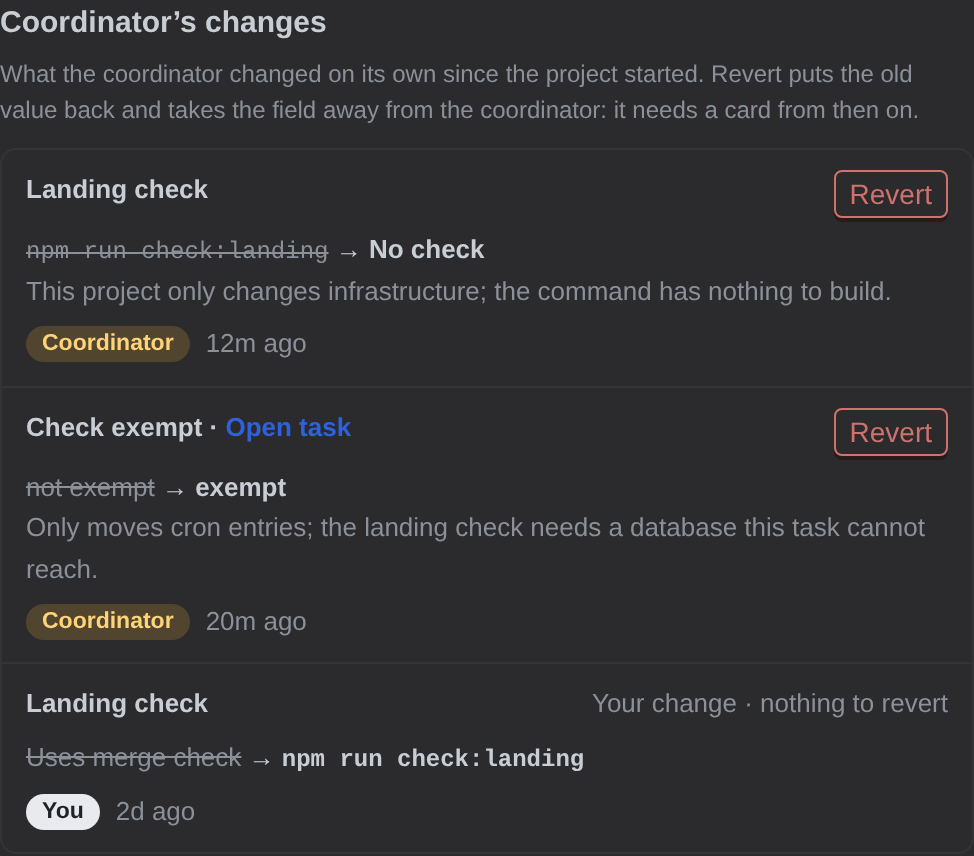 Coordinator’s changes
What the coordinator changed on its own since the project started. Revert puts the old
value back and takes the field away from the coordinator: it needs a card from then on.
Landing check
Revert
npm run check:landing → No check
This project only changes infrastructure; the command has nothing to build.
Coordinator 12m ago
Check exempt · Open task
Revert
not exempt → exempt
Only moves cron entries; the landing check needs a database this task cannot
reach.
Coordinator 20m ago
Landing check
Your change · nothing to revert
Uses merge check → npm run check:landing
You 2d ago